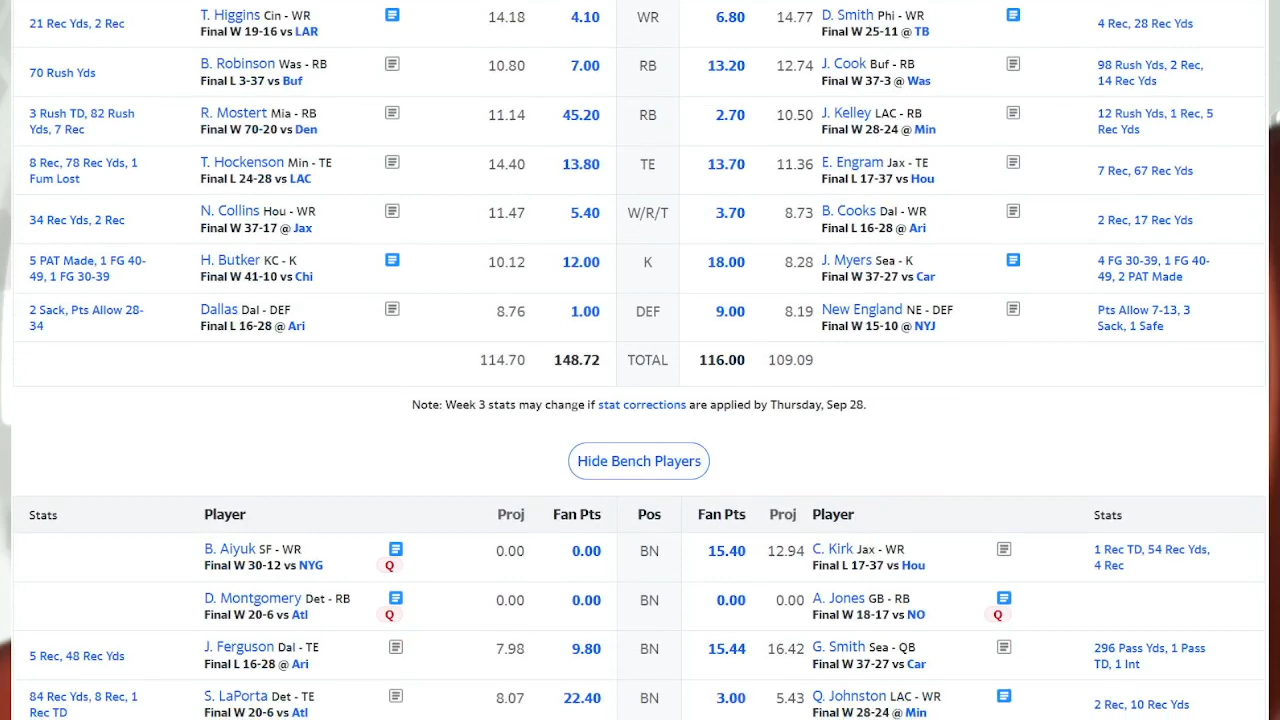 21 Rec Yds, 2 Rec
T. Higgins Cin - WR
Final W 19-16 vs LAR
14.18 4.10 WR 6.80 14.77
D. Smith Phi - WR
Final W 25-11 @ TB
4 Rec, 28 Rec Yds
70 Rush Yds
B. Robinson Was - RB
Final L 3-37 vs Buf
10.80 7.00 RB 13.20 12.74
J. Cook Buf - RB
Final W 37-3 @ Was
98 Rush Yds, 2 Rec,
14 Rec Yds
3 Rush TD, 82 Rush
Yds, 7 Rec
R. Mostert Mia - RB
Final W 70-20 vs Den
11.14 45.20 RB 2.70 10.50
J. Kelley LAC - RB
Final W 28-24 @ Min
12 Rush Yds, 1 Rec, 5
Rec Yds
8 Rec, 78 Rec Yds, 1
Fum Lost
T. Hockenson Min - TE
Final L 24-28 vs LAC
14.40 13.80 TE 13.70 11.36
E. Engram Jax - TE
Final L 17-37 vs Hou
7 Rec, 67 Rec Yds
34 Rec Yds, 2 Rec
N. Collins Hou - WR
Final W 37-17 @ Jax
11.47 5.40 W/R/T 3.70 8.73
B. Cooks Dal - WR
Final L 16-28 @ Ari
2 Rec, 17 Rec Yds
5 PAT Made, 1 FG 40-
49, 1 FG 30-39
H. Butker KC - K
Final W 41-10 vs Chi
10.12 12.00 K 18.00 8.28
J. Myers Sea - K
Final W 37-27 vs Car
4 FG 30-39, 1 FG 40-
49, 2 PAT Made
2 Sack, Pts Allow 28-
34
Dallas Dal - DEF
Final L 16-28 @ Ari
8.76 1.00 DEF 9.00 8.19
New England NE - DEF
Final W 15-10 @ NYJ
Pts Allow 7-13, 3
Sack, 1 Safe
114.70 148.72 TOTAL 116.00 109.09
Note: Week 3 stats may change if stat corrections are applied by Thursday, Sep 28.
Hide Bench Players
Stats Player Proj Fan Pts Pos Fan Pts Proj Player Stats
B. Aiyuk SF - WR
Final W 30-12 vs NYG
Q
0.00 0.00 BN 15.40 12.94
C. Kirk Jax - WR
Final L 17-37 vs Hou
1 Rec TD, 54 Rec Yds,
4 Rec
D. Montgomery Det - RB
Final W 20-6 vs Atl
Q
0.00 0.00 BN 0.00 0.00
A. Jones GB - RB
Final W 18-17 vs NO
Q
5 Rec, 48 Rec Yds
J. Ferguson Dal - TE
Final L 16-28 @ Ari
7.98 9.80 BN 15.44 16.42
G. Smith Sea - QB
Final W 37-27 vs Car
296 Pass Yds, 1 Pass
TD, 1 Int
84 Rec Yds, 8 Rec, 1
Rec TD
S. LaPorta Det - TE
Final W 20-6 vs Atl
8.07 22.40 BN 3.00 5.43
Q. Johnston LAC - WR
Final W 28-24 @ Min
2 Rec, 10 Rec Yds